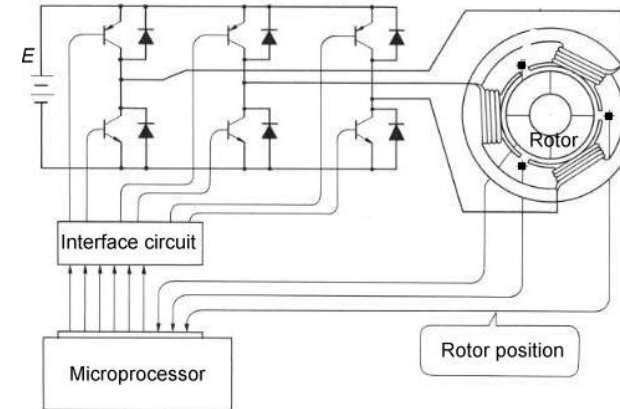 E
Rotor
Interface circuit
Rotor position
Microprocessor